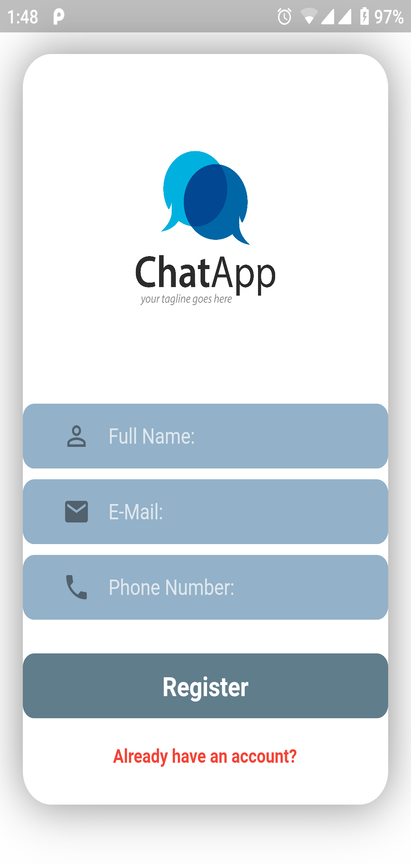 1:48 97%
ChatApp
your tagline goes here
Full Name:
E-Mail:
Phone Number:
Register
Already have an account?